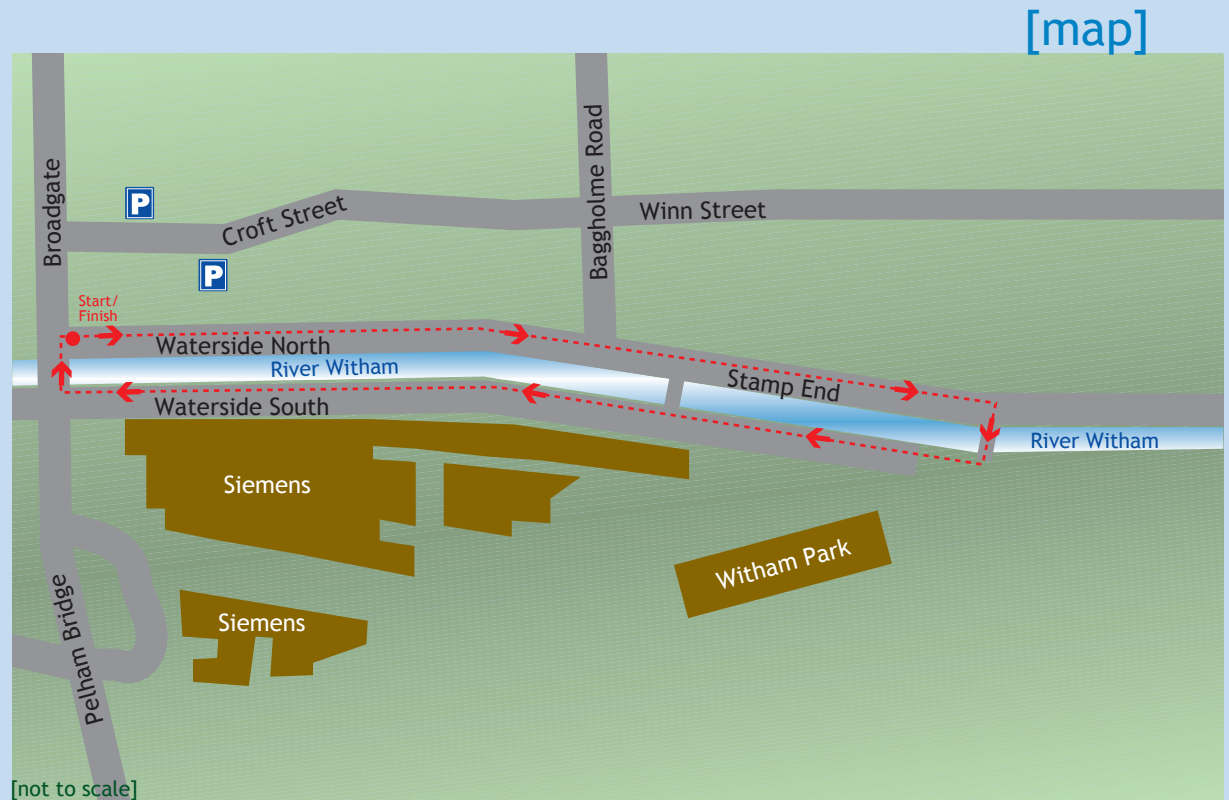 [map]
Broadgate
P
Croft Street
Baggholme Road
Winn Street
P
Start/
Finish
Waterside North
River Witham
Stamp End
Waterside South
River Witham
Siemens
Witham Park
Siemens
Pelham Bridge
[not to scale]